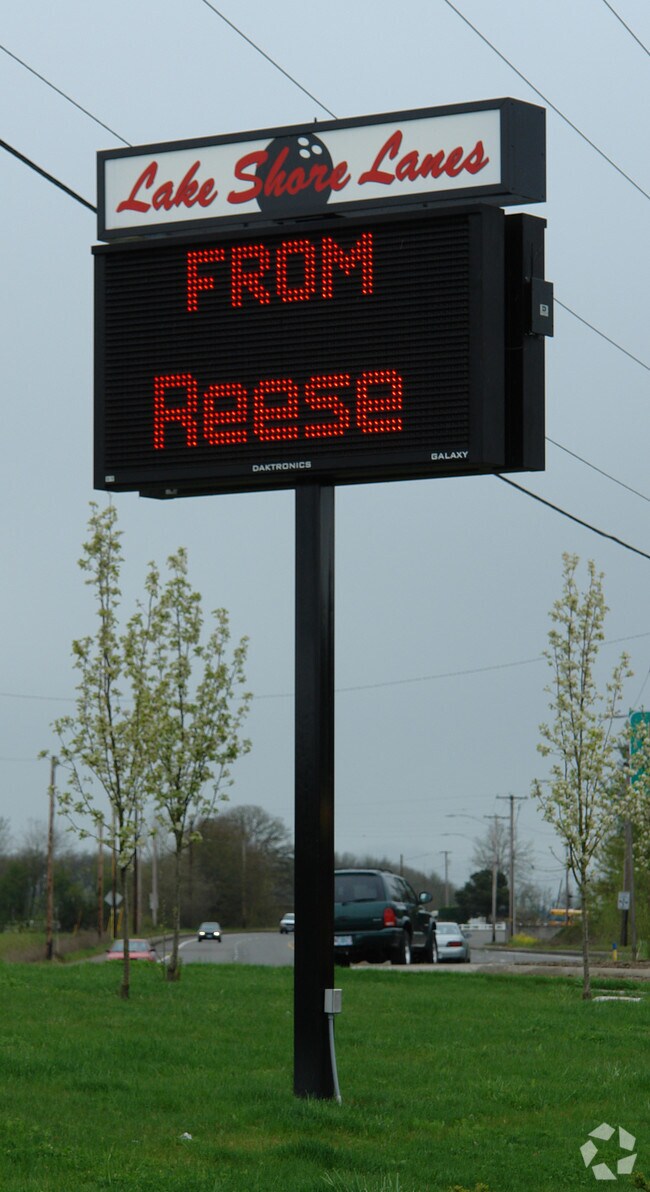 Lake Shore Lanes
FROM
Reese
DAKTRONICS GALAXY